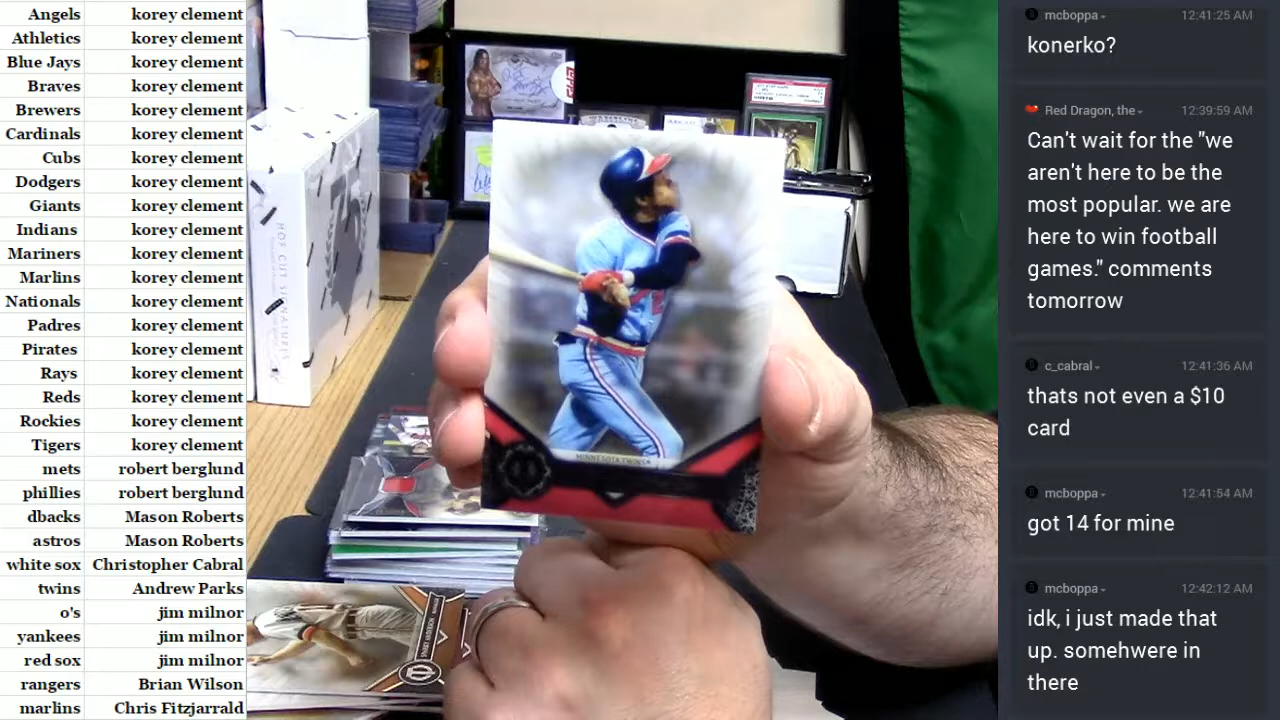 Angels korey clement
Athletics korey clement
Blue Jays korey clement
Braves korey clement
Brewers korey clement
Cardinals korey clement
Cubs korey clement
Dodgers korey clement
Giants korey clement
Indians korey clement
Mariners korey clement
Marlins korey clement
Nationals korey clement
Padres korey clement
Pirates korey clement
Rays korey clement
Reds korey clement
Rockies korey clement
Tigers korey clement
mets robert berglund
phillies robert berglund
dbacks Mason Roberts
astros Mason Roberts
white sox Christopher Cabral
twins Andrew Parks
o's jim milnor
yankees jim milnor
red sox jim milnor
rangers Brian Wilson
marlins Chris Fitzjarrald
MINNESOTA TWINS
SPARKY ANDERSON
mcboppa 12:41:25 AM
konerko?
Red Dragon, the 12:39:59 AM
Can't wait for the "we
aren't here to be the
most popular. we are
here to win football
games." comments
tomorrow
c_cabral 12:41:36 AM
thats not even a $10
card
mcboppa 12:41:54 AM
got 14 for mine
mcboppa 12:42:12 AM
idk, i just made that
up. somehwere in
there